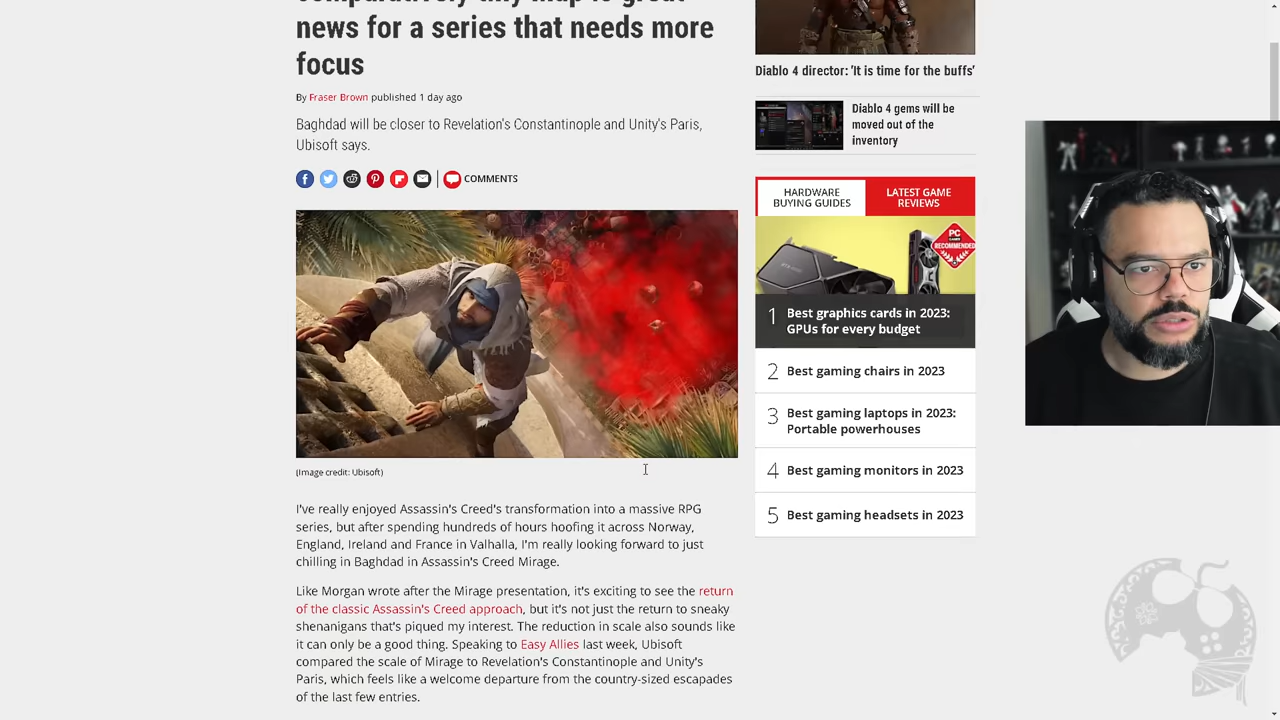 news for a series that needs more
focus
By Fraser Brown published 1 day ago
Baghdad will be closer to Revelation's Constantinople and Unity's Paris,
Ubisoft says.
COMMENTS
(Image credit: Ubisoft)
I've really enjoyed Assassin's Creed's transformation into a massive RPG
series, but after spending hundreds of hours hoofing it across Norway,
England, Ireland and France in Valhalla, I'm really looking forward to just
chilling in Baghdad in Assassin's Creed Mirage.
Like Morgan wrote after the Mirage presentation, it's exciting to see the return
of the classic Assassin's Creed approach, but it's not just the return to sneaky
shenanigans that's piqued my interest. The reduction in scale also sounds like
it can only be a good thing. Speaking to Easy Allies last week, Ubisoft
compared the scale of Mirage to Revelation's Constantinople and Unity's
Paris, which feels like a welcome departure from the country-sized escapades
of the last few entries.
Diablo 4 director: 'It is time for the buffs'
Diablo 4 gems will be
moved out of the
inventory
HARDWARE
BUYING GUIDES
LATEST GAME
REVIEWS
PC
GAMER
RECOMMENDED
1 Best graphics cards in 2023:
GPUs for every budget
2 Best gaming chairs in 2023
3 Best gaming laptops in 2023:
Portable powerhouses
4 Best gaming monitors in 2023
5 Best gaming headsets in 2023